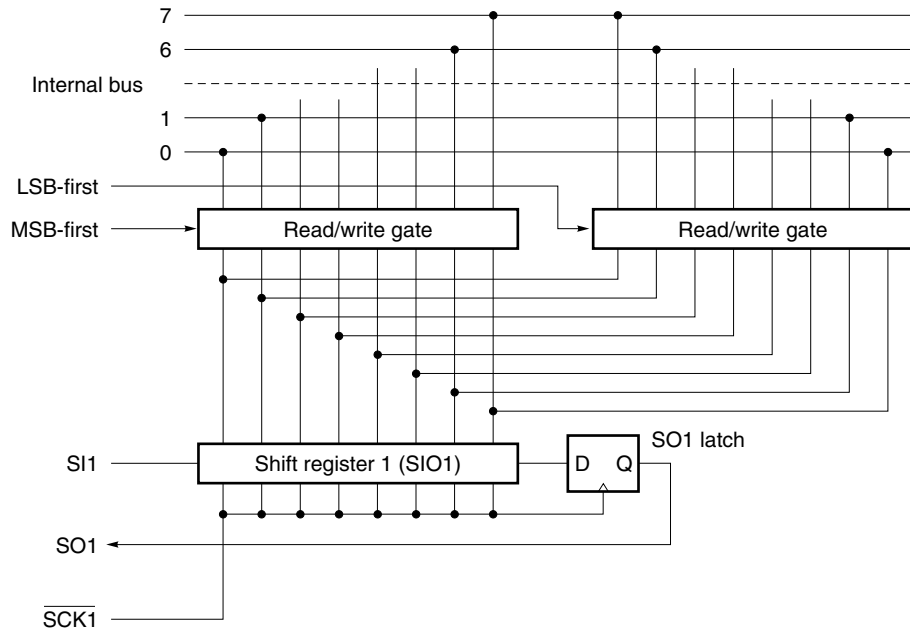 7
6
Internal bus
1
0
LSB-first
MSB-first
Read/write gate
Read/write gate
SO1 latch
SI1
Shift register 1 (SIO1)
D Q
SO1
SCK1